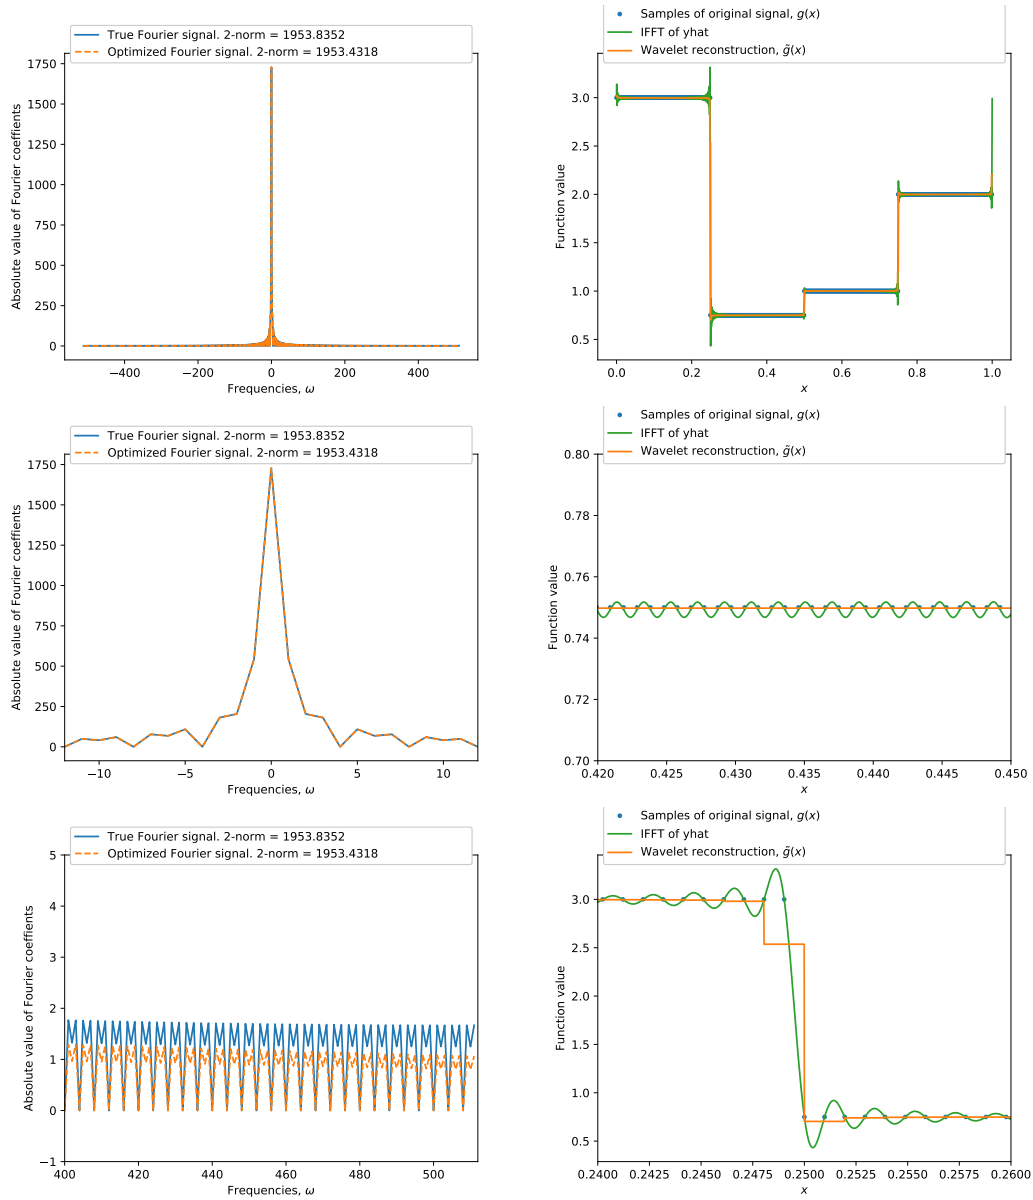 True Fourier signal. 2-norm = 1953.8352
Optimized Fourier signal. 2-norm = 1953.4318
Absolute value of Fourier coeffients
1750
1500
1250
1000
750
500
250
0
−400 −200 0 200 400
Frequencies, ω
Samples of original signal, g(x)
IFFT of yhat
Wavelet reconstruction, g̃(x)
Function value
3.0
2.5
2.0
1.5
1.0
0.5
0.0 0.2 0.4 0.6 0.8 1.0
x
True Fourier signal. 2-norm = 1953.8352
Optimized Fourier signal. 2-norm = 1953.4318
Absolute value of Fourier coeffients
1750
1500
1250
1000
750
500
250
0
−10 −5 0 5 10
Frequencies, ω
Samples of original signal, g(x)
IFFT of yhat
Wavelet reconstruction, g̃(x)
Function value
0.80
0.78
0.76
0.74
0.72
0.70
0.420 0.425 0.430 0.435 0.440 0.445 0.450
x
True Fourier signal. 2-norm = 1953.8352
Optimized Fourier signal. 2-norm = 1953.4318
Absolute value of Fourier coeffients
5
4
3
2
1
0
−1
400 420 440 460 480 500
Frequencies, ω
Samples of original signal, g(x)
IFFT of yhat
Wavelet reconstruction, g̃(x)
Function value
3.0
2.5
2.0
1.5
1.0
0.5
0.2400 0.2425 0.2450 0.2475 0.2500 0.2525 0.2550 0.2575 0.2600
x